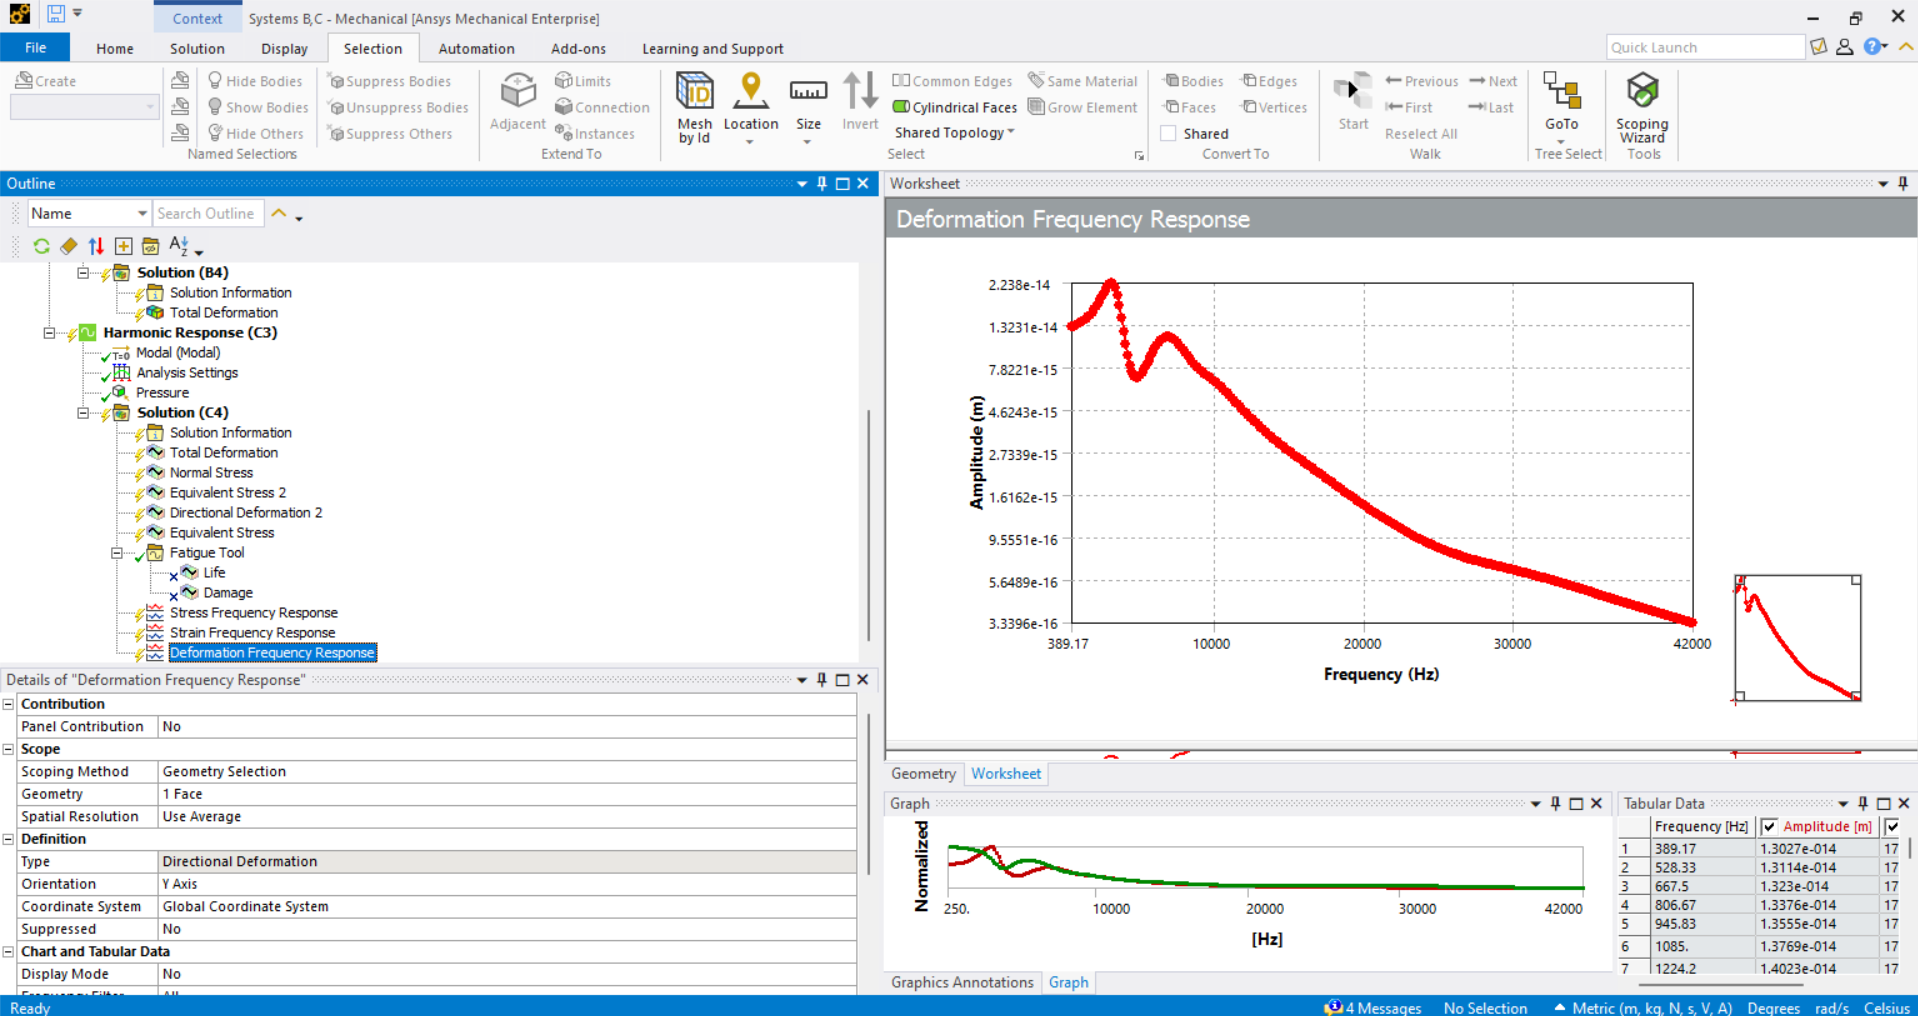 Context
Systems B,C - Mechanical [Ansys Mechanical Enterprise]
File Home Solution Display Selection Automation Add-ons Learning and Support
Quick Launch
Create
Hide Bodies
Show Bodies
Hide Others
Suppress Bodies
Unsuppress Bodies
Suppress Others
Named Selections
Adjacent
Limits
Connection
Instances
Extend To
Mesh by Id
Location
Size
Invert
Common Edges
Cylindrical Faces
Shared Topology
Same Material
Grow Element
Select
Bodies
Edges
Faces
Vertices
Shared
Convert To
Start
Previous
Next
First
Last
Reselect All
Walk
GoTo
Tree Select
Scoping Wizard
Tools
Outline
Name
Search Outline
Solution (B4)
Solution Information
Total Deformation
Harmonic Response (C3)
T=0 Modal (Modal)
Analysis Settings
Pressure
Solution (C4)
Solution Information
Total Deformation
Normal Stress
Equivalent Stress 2
Directional Deformation 2
Equivalent Stress
Fatigue Tool
Life
Damage
Stress Frequency Response
Strain Frequency Response
Deformation Frequency Response
Details of "Deformation Frequency Response"
Contribution
Panel Contribution No
Scope
Scoping Method Geometry Selection
Geometry 1 Face
Spatial Resolution Use Average
Definition
Type Directional Deformation
Orientation Y Axis
Coordinate System Global Coordinate System
Suppressed No
Chart and Tabular Data
Display Mode No
Worksheet
Deformation Frequency Response
2.238e-14
1.3231e-14
7.8221e-15
4.6243e-15
2.7339e-15
1.6162e-15
9.5551e-16
5.6489e-16
3.3396e-16
Amplitude (m)
389.17 10000 20000 30000 42000
Frequency (Hz)
Geometry Worksheet
Graph
Normalized
250. 10000 20000 30000 42000
[Hz]
Graphics Annotations Graph
Tabular Data
Frequency [Hz] Amplitude [m]
1 389.17 1.3027e-014 17
2 528.33 1.3114e-014 17
3 667.5 1.323e-014 17
4 806.67 1.3376e-014 17
5 945.83 1.3555e-014 17
6 1085. 1.3769e-014 17
7 1224.2 1.4023e-014 17
Ready
4 Messages No Selection Metric (m, kg, N, s, V, A) Degrees rad/s Celsius